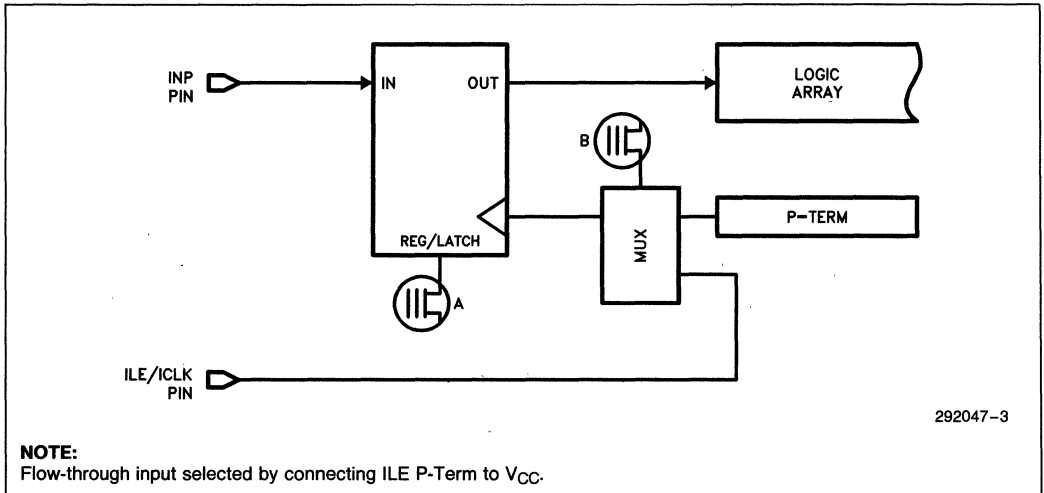 INP
PIN
IN
OUT
LOGIC
ARRAY
B
P-TERM
MUX
REG/LATCH
A
ILE/ICLK
PIN
292047-3
NOTE:
Flow-through input selected by connecting ILE P-Term to VCC.